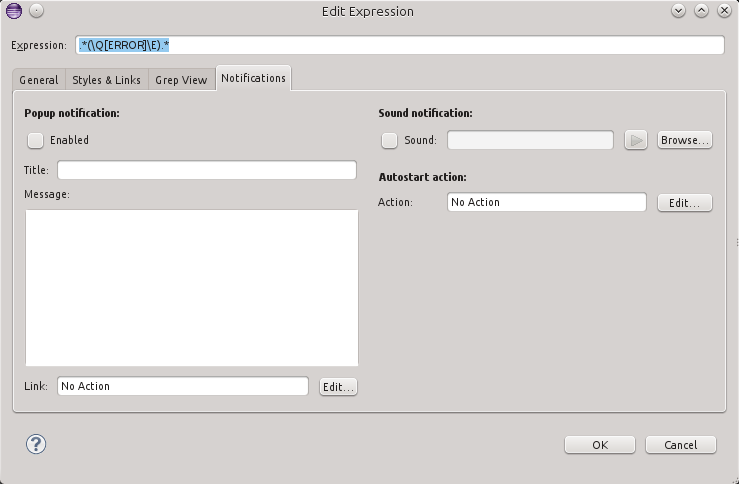 Edit Expression
Expression: .*(\Q[ERROR]\E).*
General Styles & Links Grep View Notifications
Popup notification: Sound notification:
Enabled Sound: Browse...
Title:
Autostart action:
Message:
Action: No Action Edit...
Link: No Action Edit...
? OK Cancel